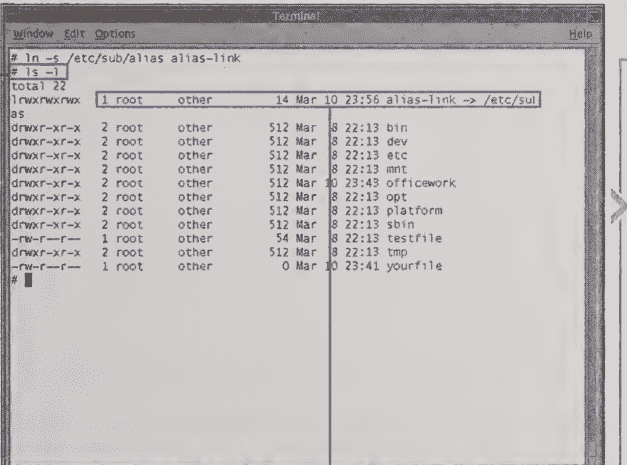 Terminal
Window Edit Options Help
# ln -s /etc/sub/alias alias-link
# ls -l
total 22
lrwxrwxrwx 1 root other 14 Mar 10 23:56 alias-link -> /etc/sub
as
drwxr-xr-x 2 root other 512 Mar 8 22:13 bin
drwxr-xr-x 2 root other 512 Mar 8 22:13 dev
drwxr-xr-x 2 root other 512 Mar 8 22:13 etc
drwxr-xr-x 2 root other 512 Mar 8 22:13 mnt
drwxr-xr-x 2 root other 512 Mar 10 23:43 officework
drwxr-xr-x 2 root other 512 Mar 8 22:13 opt
drwxr-xr-x 2 root other 512 Mar 8 22:13 platform
drwxr-xr-x 2 root other 512 Mar 8 22:13 sbin
-rw-r--r-- 1 root other 54 Mar 8 22:13 testfile
drwxr-xr-x 2 root other 512 Mar 8 22:13 tmp
-rw-r--r-- 1 root other 0 Mar 10 23:41 yourfile
#